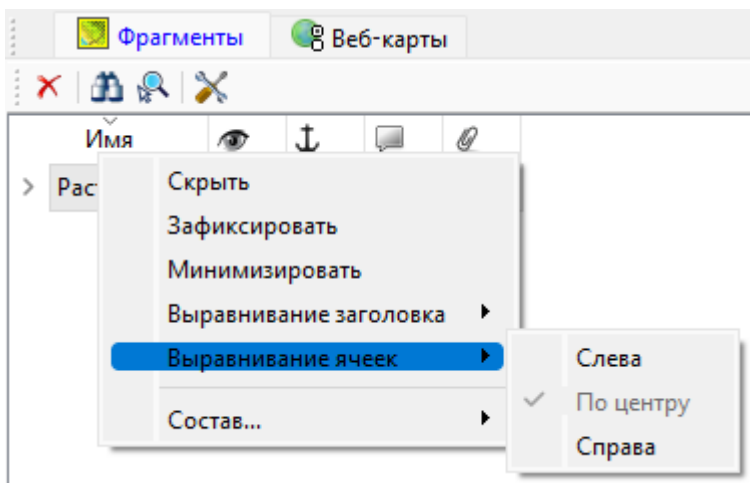 Фрагменты Веб-карты
Имя
Рас
Скрыть
Зафиксировать
Минимизировать
Выравнивание заголовка
Выравнивание ячеек
Состав...
Слева
По центру
Справа